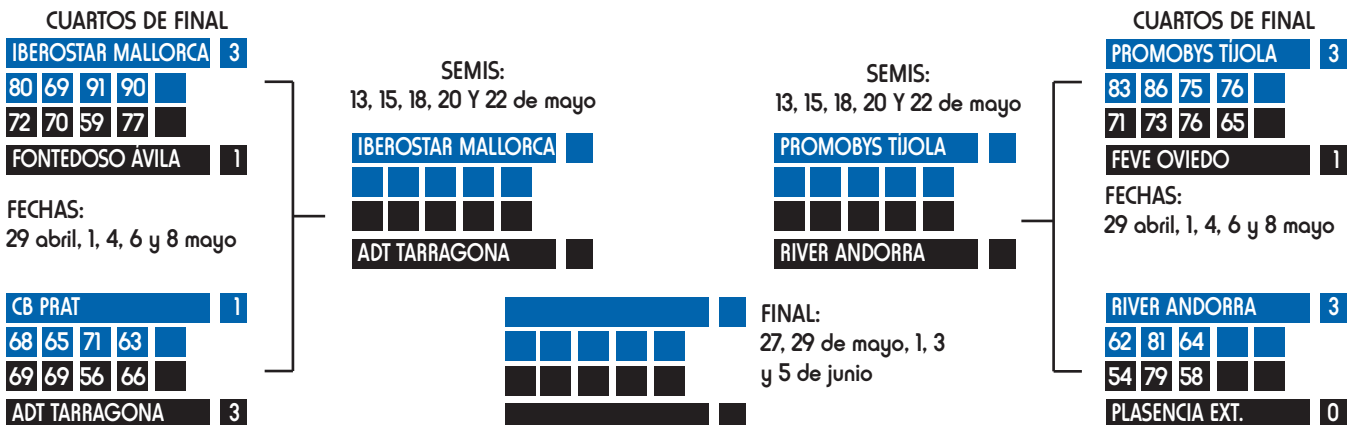 CUARTOS DE FINAL
IBEROSTAR MALLORCA 3
80 69 91 90
72 70 59 77
FONTEDOSO ÁVILA 1
FECHAS:
29 abril, 1, 4, 6 y 8 mayo
CB PRAT 1
68 65 71 63
69 69 56 66
ADT TARRAGONA 3
SEMIS:
13, 15, 18, 20 Y 22 de mayo
IBEROSTAR MALLORCA
ADT TARRAGONA
FINAL:
27, 29 de mayo, 1, 3
y 5 de junio
SEMIS:
13, 15, 18, 20 Y 22 de mayo
PROMOBYS TÍJOLA
RIVER ANDORRA
CUARTOS DE FINAL
PROMOBYS TÍJOLA 3
83 86 75 76
71 73 76 65
FEVE OVIEDO 1
FECHAS:
29 abril, 1, 4, 6 y 8 mayo
RIVER ANDORRA 3
62 81 64
54 79 58
PLASENCIA EXT. 0